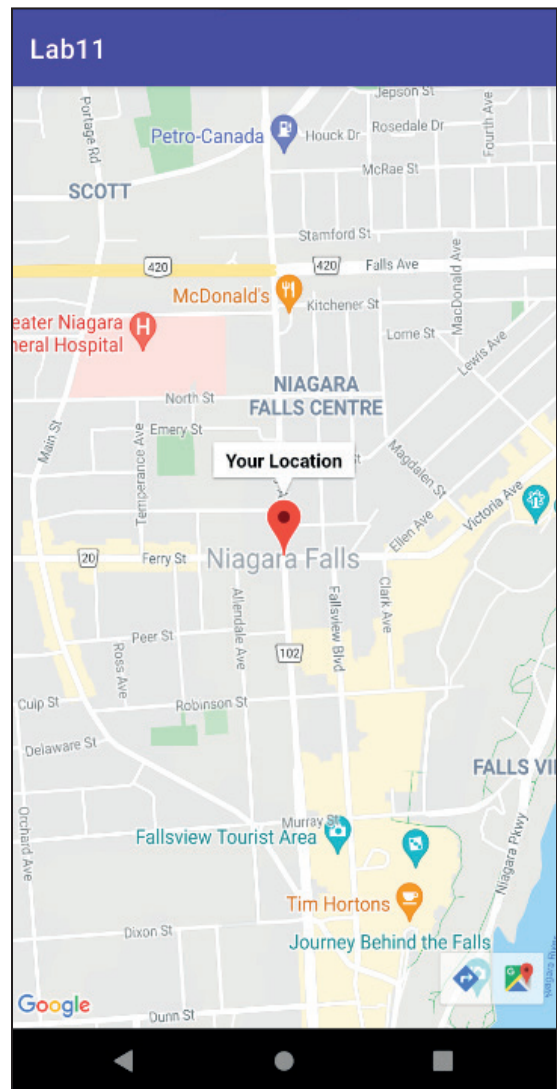 Lab11
Jepson St
Portage Rd
Petro-Canada
Houck Dr
Rosedale Dr
Fourth Ave
McRae St
SCOTT
Stamford St
420
420
Falls Ave
MacDonald Ave
McDonald's
Kitchener St
eater Niagara
neral Hospital
Lorne St
Lewis Ave
NIAGARA
FALLS CENTRE
North St
Main St
Temperance Ave
Emery St
Magdalen St
Your Location
St
Victoria Ave
Ellen Ave
20
Ferry St
Niagara Falls
Allendale Ave
Fallsview Blvd
Clark Ave
Peer St
Ross Ave
102
Culp St
Robinson St
Delaware St
FALLS VI
Orchard Ave
Murray St
Fallsview Tourist Area
Niagara Pkwy
Tim Hortons
Dixon St
Journey Behind the Falls
Google
Dunn St